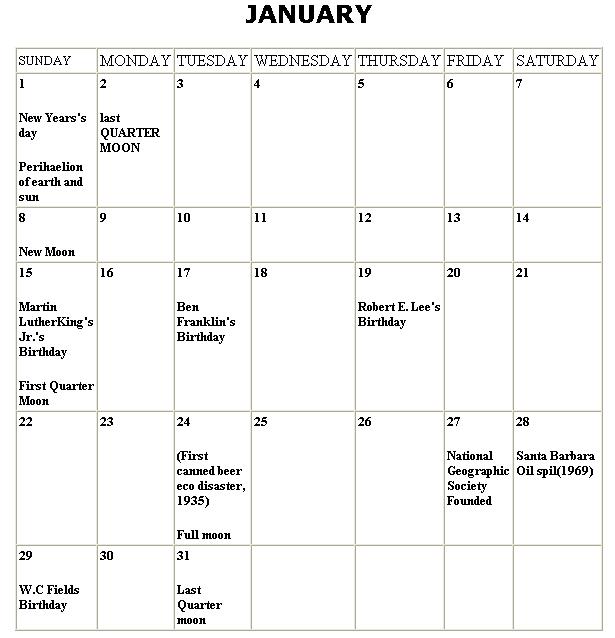 JANUARY
SUNDAY MONDAY TUESDAY WEDNESDAY THURSDAY FRIDAY SATURDAY
1 2 3 4 5 6 7
New Years's
day
Perihaelion
of earth and
sun
last
QUARTER
MOON
8 9 10 11 12 13 14
New Moon
15 16 17 18 19 20 21
Martin
LutherKing's
Jr.'s
Birthday
First Quarter
Moon
Ben
Franklin's
Birthday
Robert E. Lee's
Birthday
22 23 24 25 26 27 28
(First
canned beer
eco disaster,
1935)
Full moon
National
Geographic
Society
Founded
Santa Barbara
Oil spil(1969)
29 30 31
W.C Fields
Birthday
Last
Quarter
moon